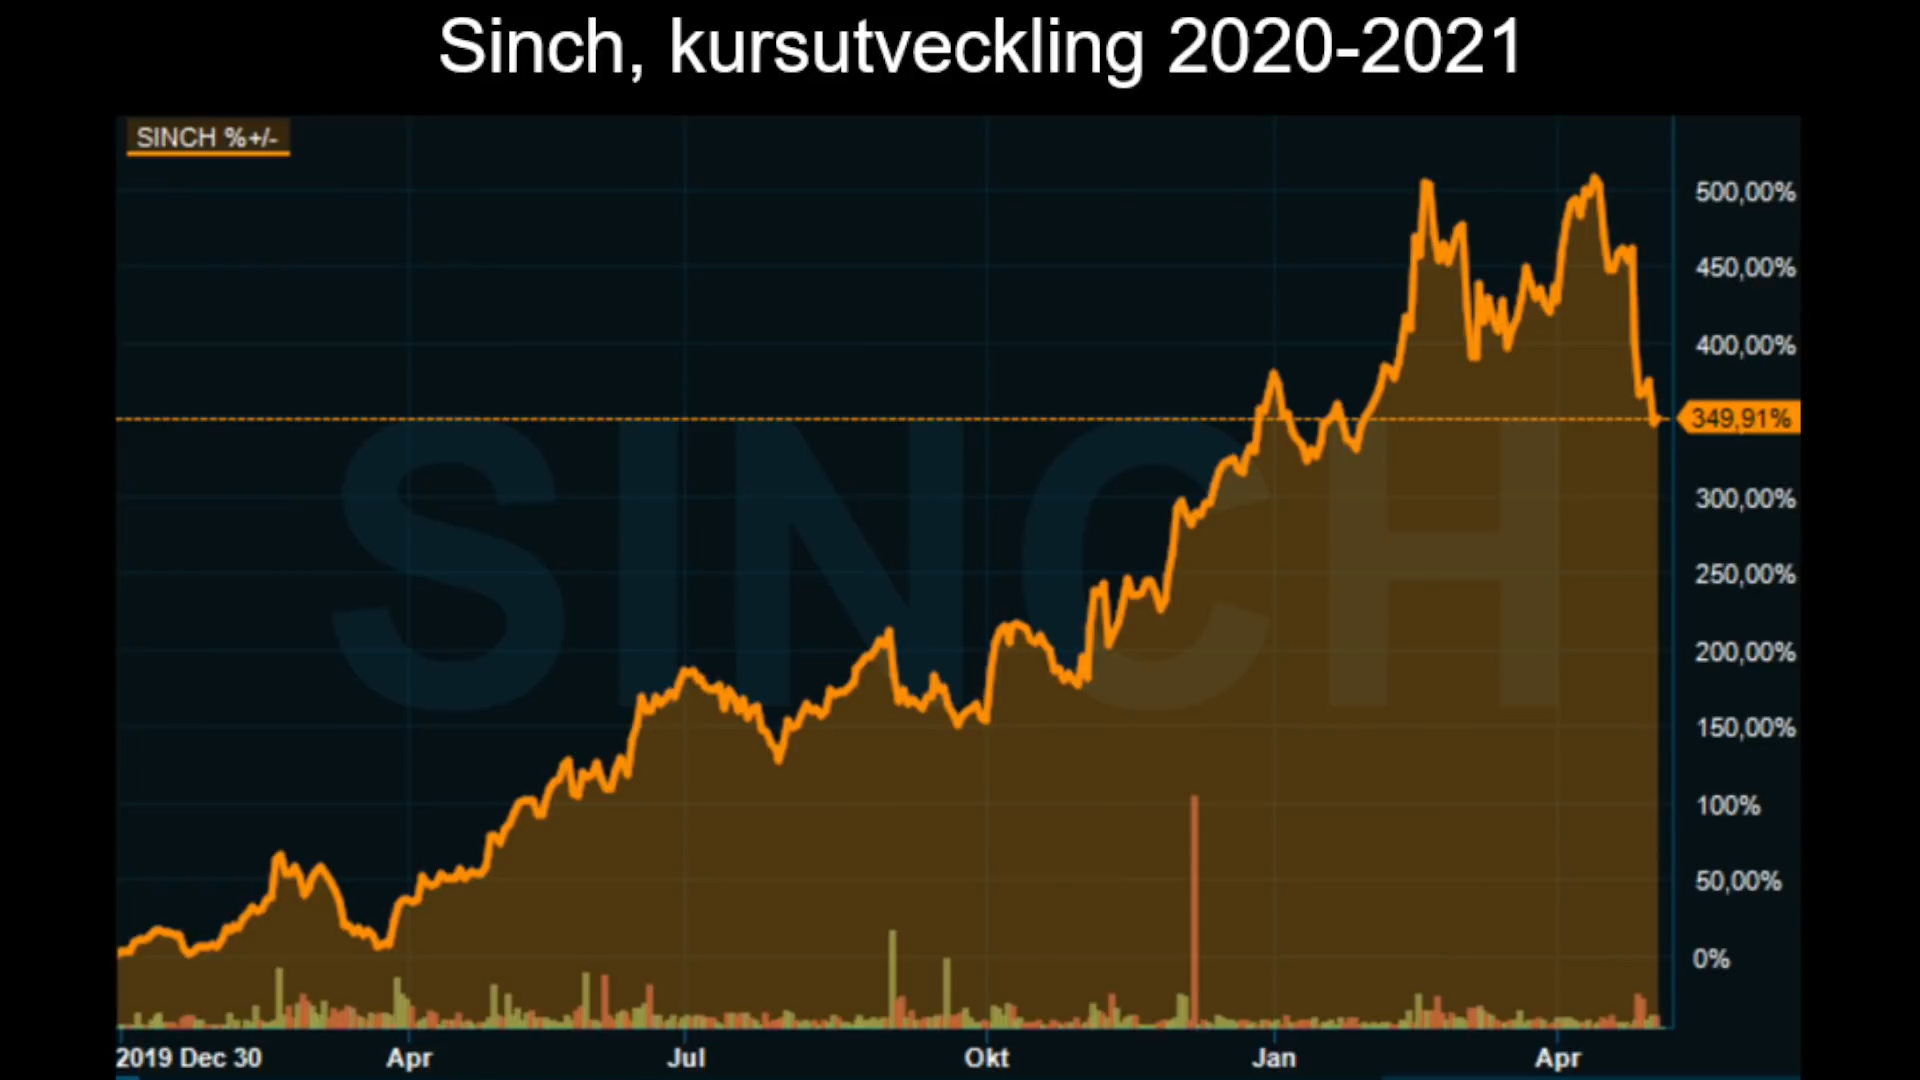 Sinch, kursutveckling 2020-2021
SINCH %+/-
500,00%
450,00%
400,00%
349,91%
300,00%
250,00%
200,00%
150,00%
100%
50,00%
0%
SINCH
2019 Dec 30 Apr Jul Okt Jan Apr